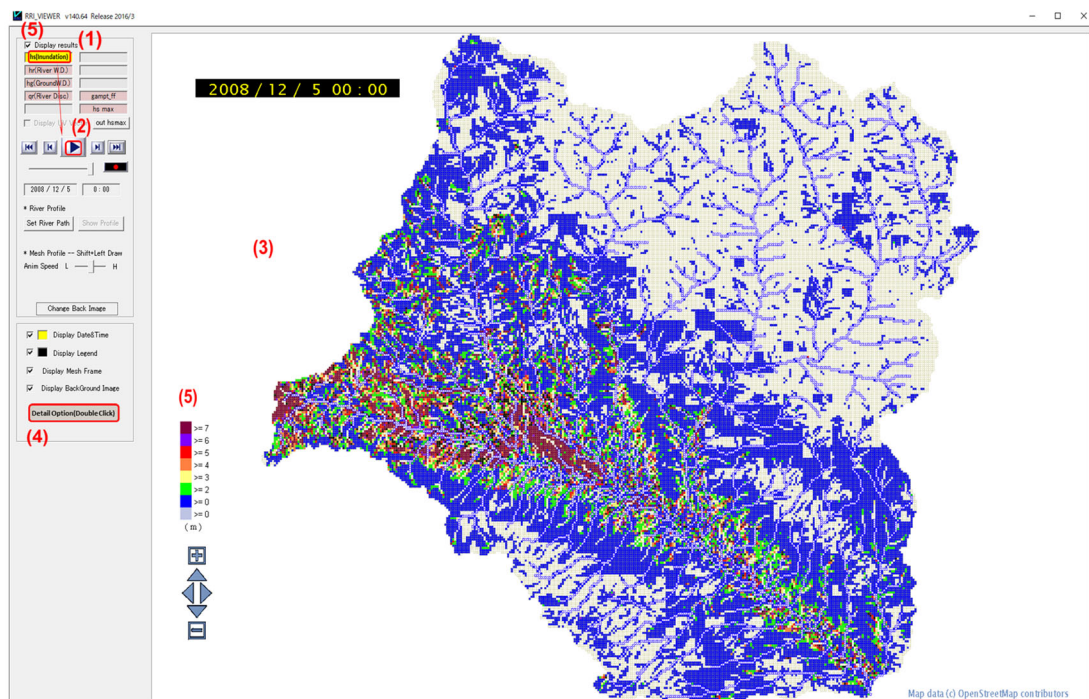 RRI_VIEWER v140.64 Release 2016/3
(5)
(1)
Display results
hs(Inundation)
hr(River W.D.)
hg(GroundW.D.)
qr(River Disc)
gampt_ff
hs max
Display
out hsmax
(2)
2008 / 12 / 5
0 : 00
* River Profile
Set River Path
Show Profile
* Mesh Profile -- Shift+Left Draw
Anim Speed L H
Change Back Image
Display Date&Time
Display Legend
Display Mesh Frame
Display BackGround Image
Detail Option(Double Click)
(4)
2008 / 12 / 5 00 : 00
(3)
(5)
>= 7
>= 6
>= 5
>= 4
>= 3
>= 2
>= 0
>= 0
( m )
Map data (c) OpenStreetMap contributors